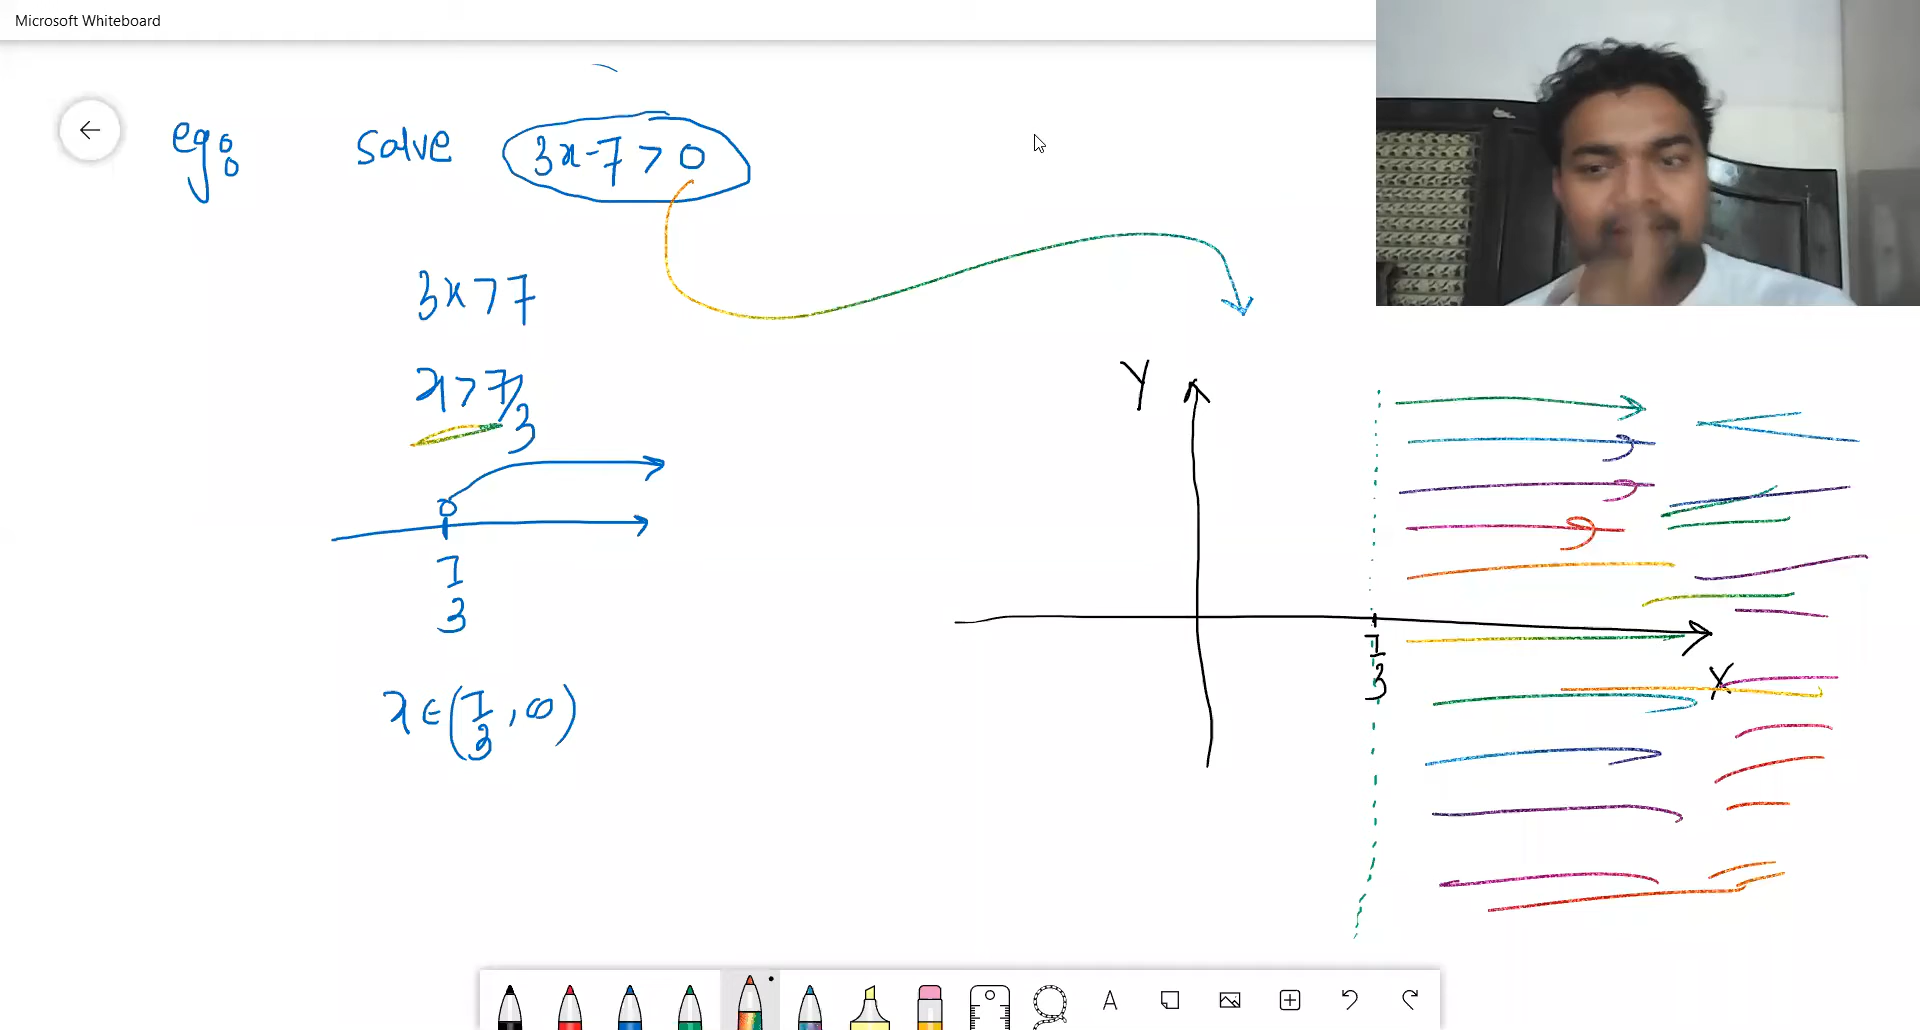 Microsoft Whiteboard
eg:
solve 3x-7>0
3x>7
x>7/3
7
3
x∈(7/3,∞)
Y
7
3
X
A